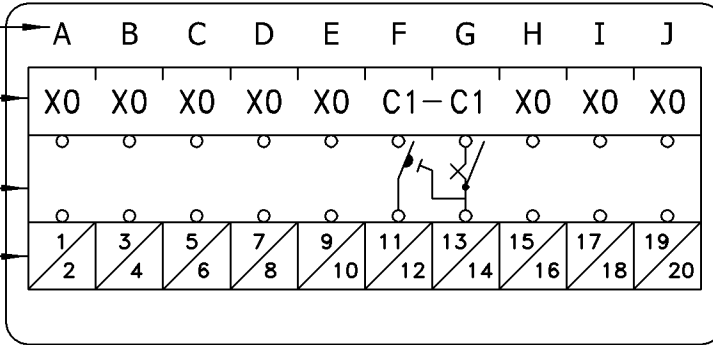 A B C D E F G H I J
X0 X0 X0 X0 X0 C1-C1 X0 X0 X0
1 3 5 7 9 11 13 15 17 19
2 4 6 8 10 12 14 16 18 20